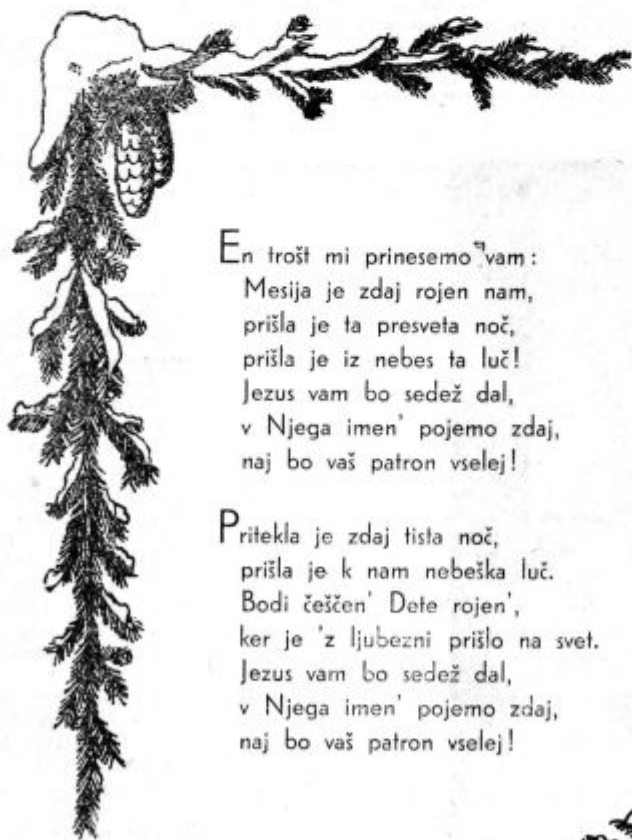 En trošt mi prinesemo vam:
Mesija je zdaj rojen nam,
prišla je ta presveta noč,
prišla je iz nebes ta luč!
Jezus vam bo sedež dal,
v Njega imen' pojemo zdaj,
naj bo vaš patron vselej!
Pritekla je zdaj tista noč,
prišla je k nam nebeška luč.
Bodi češčen' Dete rojen',
ker je 'z ljubezni prišlo na svet.
Jezus vam bo sedež dal,
v Njega imen' pojemo zdaj,
naj bo vaš patron vselej!